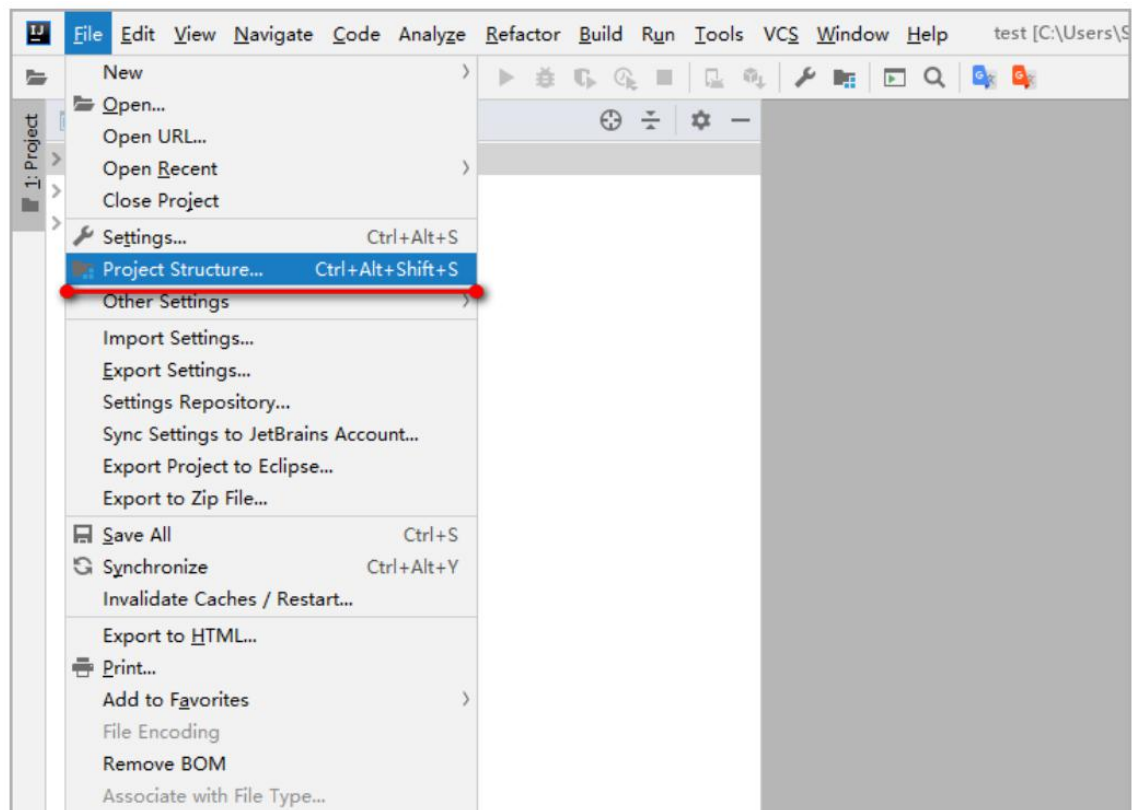 IJ File Edit View Navigate Code Analyze Refactor Build Run Tools VCS Window Help test [C:\Users\S
1: Project
New
Open...
Open URL...
Open Recent
Close Project
Settings... Ctrl+Alt+S
Project Structure... Ctrl+Alt+Shift+S
Other Settings
Import Settings...
Export Settings...
Settings Repository...
Sync Settings to JetBrains Account...
Export Project to Eclipse...
Export to Zip File...
Save All Ctrl+S
Synchronize Ctrl+Alt+Y
Invalidate Caches / Restart...
Export to HTML...
Print...
Add to Favorites
File Encoding
Remove BOM
Associate with File Type...